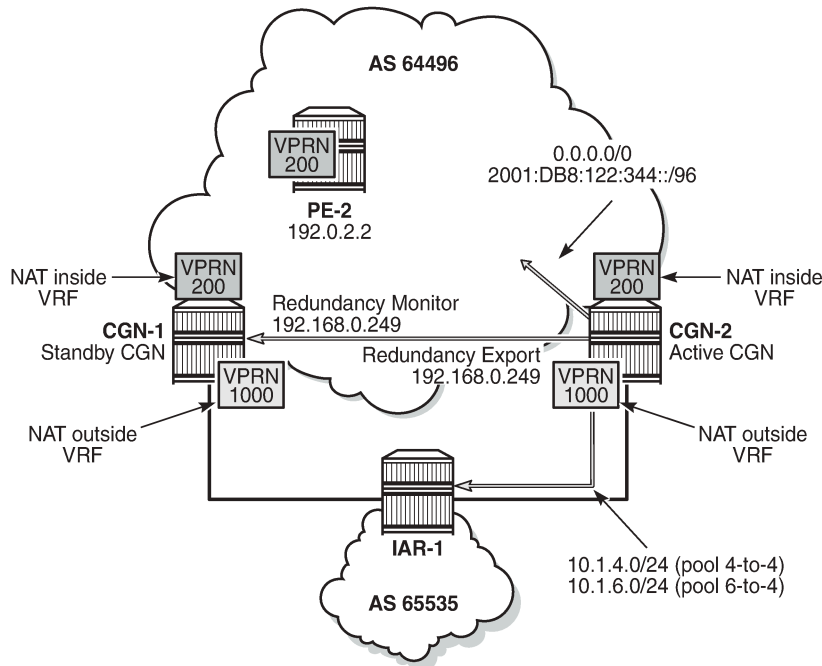 AS 64496
0.0.0.0/0
2001:DB8:122:344::/96
VPRN
200
PE-2
192.0.2.2
NAT inside
VRF
VPRN
200
VPRN
200
NAT inside
VRF
CGN-1
Standby CGN
Redundancy Monitor
192.168.0.249
Redundancy Export
192.168.0.249
CGN-2
Active CGN
VPRN
1000
VPRN
1000
NAT outside
VRF
NAT outside
VRF
IAR-1
10.1.4.0/24 (pool 4-to-4)
10.1.6.0/24 (pool 6-to-4)
AS 65535